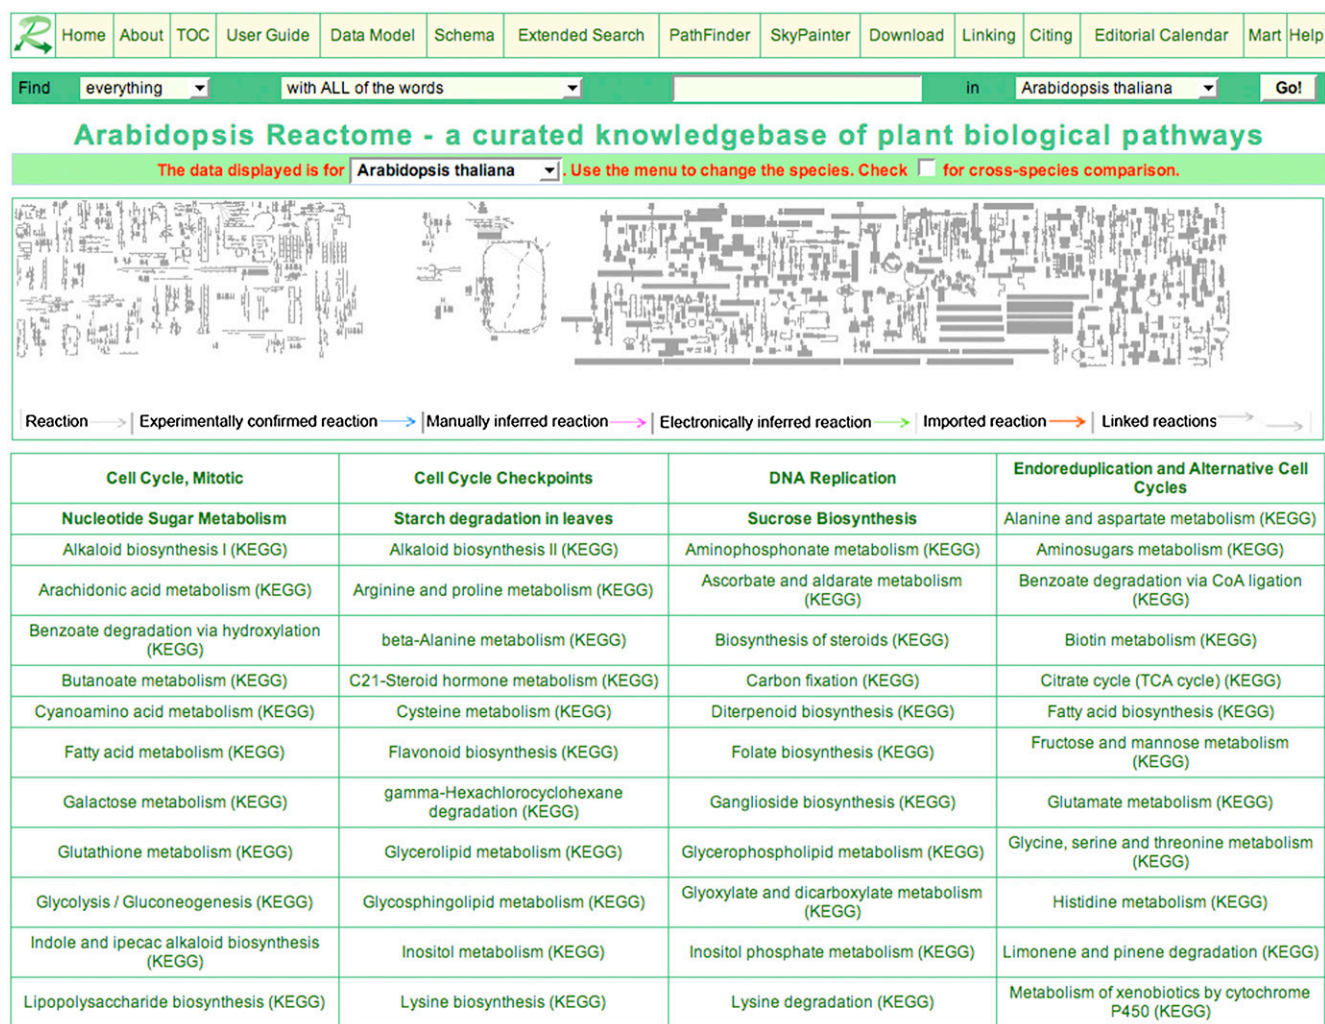 R Home About TOC User Guide Data Model Schema Extended Search PathFinder SkyPainter Download Linking Citing Editorial Calendar Mart Help
Find everything with ALL of the words in Arabidopsis thaliana Go!
Arabidopsis Reactome - a curated knowledgebase of plant biological pathways
The data displayed is for Arabidopsis thaliana . Use the menu to change the species. Check for cross-species comparison.
Reaction Experimentally confirmed reaction Manually inferred reaction Electronically inferred reaction Imported reaction Linked reactions
Cell Cycle, Mitotic
Cell Cycle Checkpoints
DNA Replication
Endoreduplication and Alternative Cell
Cycles
Nucleotide Sugar Metabolism
Starch degradation in leaves
Sucrose Biosynthesis
Alanine and aspartate metabolism (KEGG)
Alkaloid biosynthesis I (KEGG)
Alkaloid biosynthesis II (KEGG)
Aminophosphonate metabolism (KEGG)
Aminosugars metabolism (KEGG)
Arachidonic acid metabolism (KEGG)
Arginine and proline metabolism (KEGG)
Ascorbate and aldarate metabolism
(KEGG)
Benzoate degradation via CoA ligation
(KEGG)
Benzoate degradation via hydroxylation
(KEGG)
beta-Alanine metabolism (KEGG)
Biosynthesis of steroids (KEGG)
Biotin metabolism (KEGG)
Butanoate metabolism (KEGG)
C21-Steroid hormone metabolism (KEGG)
Carbon fixation (KEGG)
Citrate cycle (TCA cycle) (KEGG)
Cyanoamino acid metabolism (KEGG)
Cysteine metabolism (KEGG)
Diterpenoid biosynthesis (KEGG)
Fatty acid biosynthesis (KEGG)
Fatty acid metabolism (KEGG)
Flavonoid biosynthesis (KEGG)
Folate biosynthesis (KEGG)
Fructose and mannose metabolism
(KEGG)
Galactose metabolism (KEGG)
gamma-Hexachlorocyclohexane
degradation (KEGG)
Ganglioside biosynthesis (KEGG)
Glutamate metabolism (KEGG)
Glutathione metabolism (KEGG)
Glycerolipid metabolism (KEGG)
Glycerophospholipid metabolism (KEGG)
Glycine, serine and threonine metabolism
(KEGG)
Glycolysis / Gluconeogenesis (KEGG)
Glycosphingolipid metabolism (KEGG)
Glyoxylate and dicarboxylate metabolism
(KEGG)
Histidine metabolism (KEGG)
Indole and ipecac alkaloid biosynthesis
(KEGG)
Inositol metabolism (KEGG)
Inositol phosphate metabolism (KEGG)
Limonene and pinene degradation (KEGG)
Lipopolysaccharide biosynthesis (KEGG)
Lysine biosynthesis (KEGG)
Lysine degradation (KEGG)
Metabolism of xenobiotics by cytochrome
P450 (KEGG)